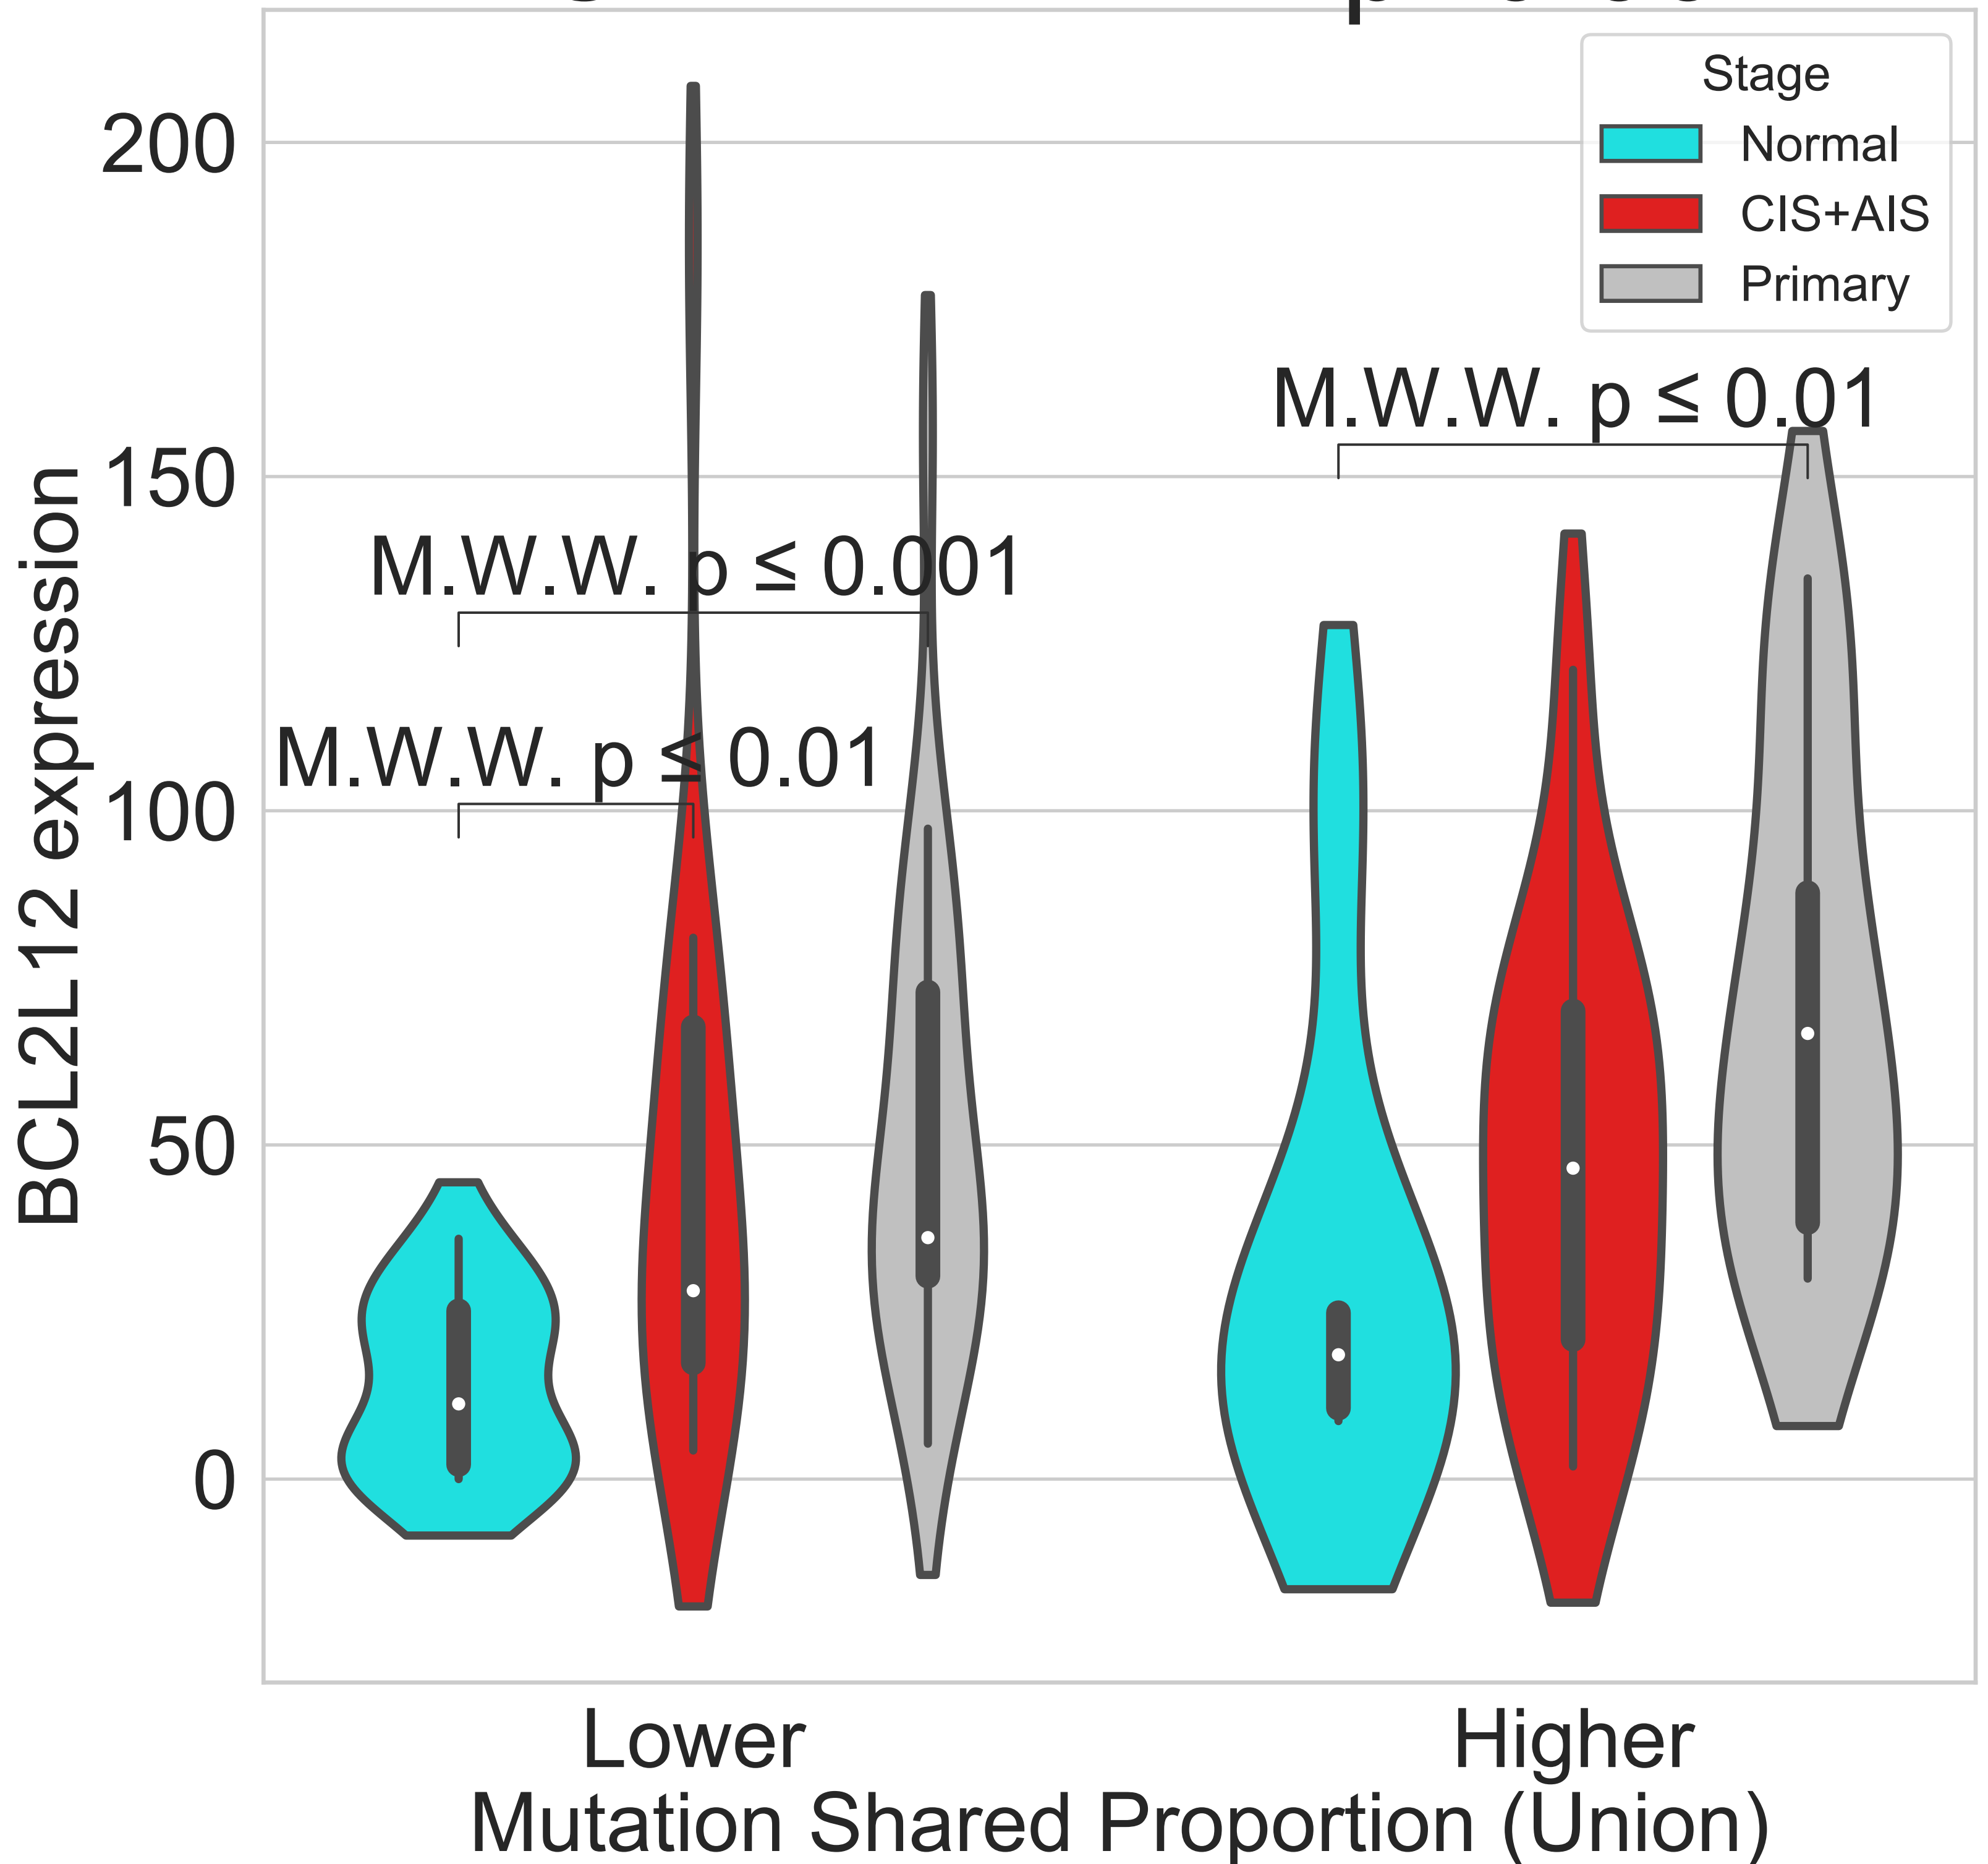 Stage
Normal
CIS+AIS
Primary
200
150
100
50
0
BCL2L12 expression
M.W.W. p ≤ 0.01
M.W.W. p ≤ 0.001
M.W.W. p ≤ 0.01
Lower
Higher
Mutation Shared Proportion (Union)